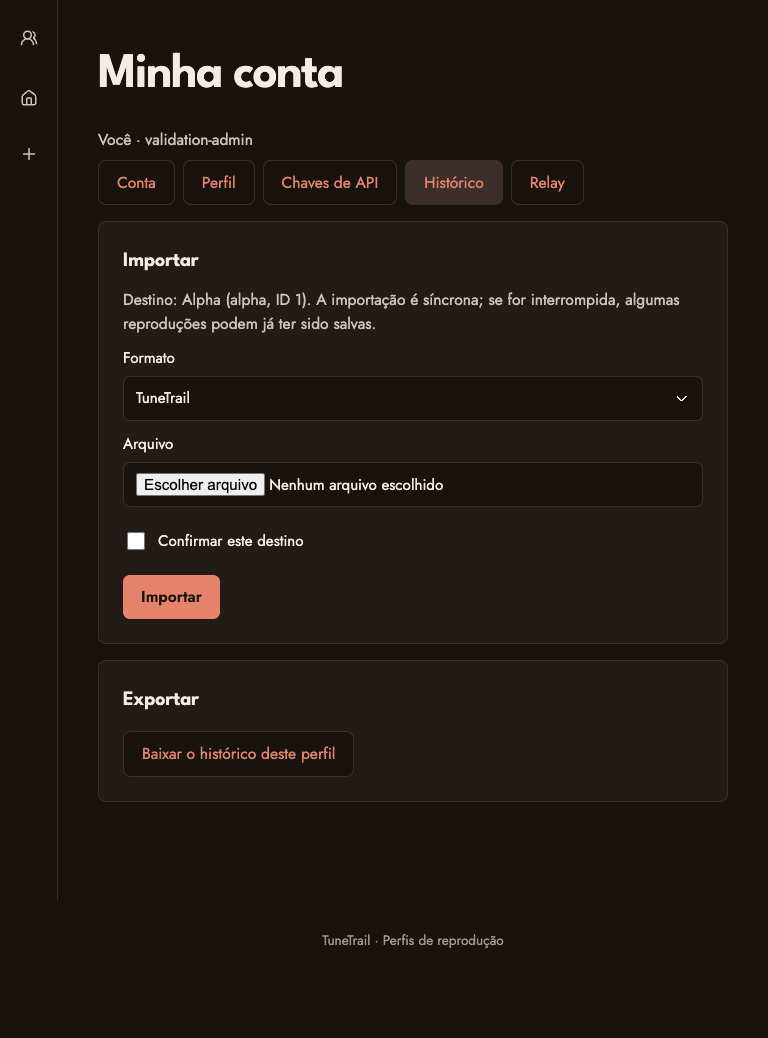 Minha conta
Você · validation-admin
Conta
Perfil
Chaves de API
Histórico
Relay
Importar
Destino: Alpha (alpha, ID 1). A importação é síncrona; se for interrompida, algumas
reproduções podem já ter sido salvas.
Formato
TuneTrail
Arquivo
Escolher arquivo Nenhum arquivo escolhido
Confirmar este destino
Importar
Exportar
Baixar o histórico deste perfil
TuneTrail · Perfis de reprodução